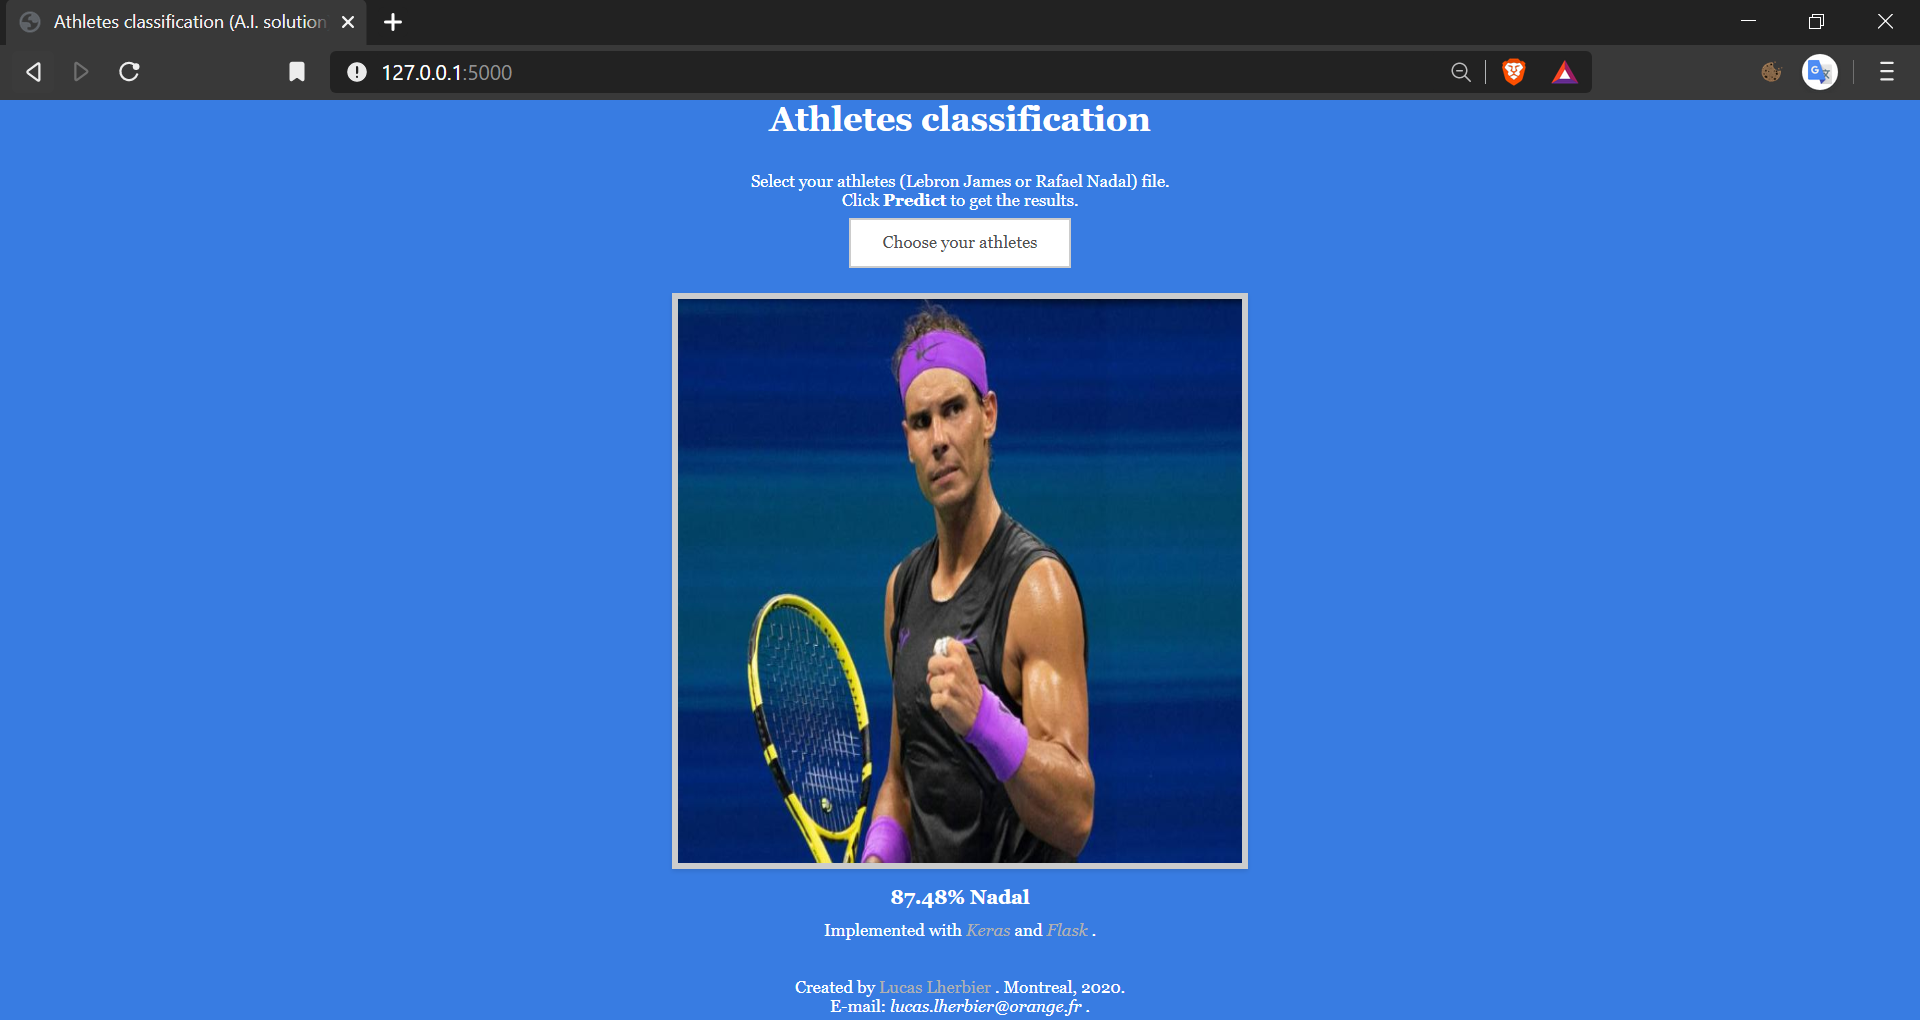 Athletes classification (A.I. solution
127.0.0.1:5000
Athletes classification
Select your athletes (Lebron James or Rafael Nadal) file.
Click Predict to get the results.
Choose your athletes
87.48% Nadal
Implemented with Keras and Flask .
Created by Lucas Lherbier . Montreal, 2020.
E-mail: lucas.lherbier@orange.fr .